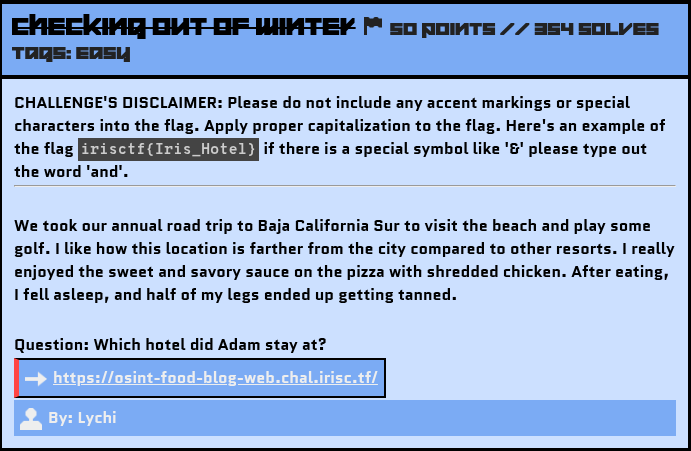 Checking Out of Winter 50 points // 354 solves
Tags: Easy
CHALLENGE'S DISCLAIMER: Please do not include any accent markings or special
characters into the flag. Apply proper capitalization to the flag. Here's an example of
the flag irisctf{Iris_Hotel} if there is a special symbol like '&' please type out
the word 'and'.
We took our annual road trip to Baja California Sur to visit the beach and play some
golf. I like how this location is farther from the city compared to other resorts. I really
enjoyed the sweet and savory sauce on the pizza with shredded chicken. After eating,
I fell asleep, and half of my legs ended up getting tanned.
Question: Which hotel did Adam stay at?
https://osint-food-blog-web.chal.irisc.tf/
By: Lychi